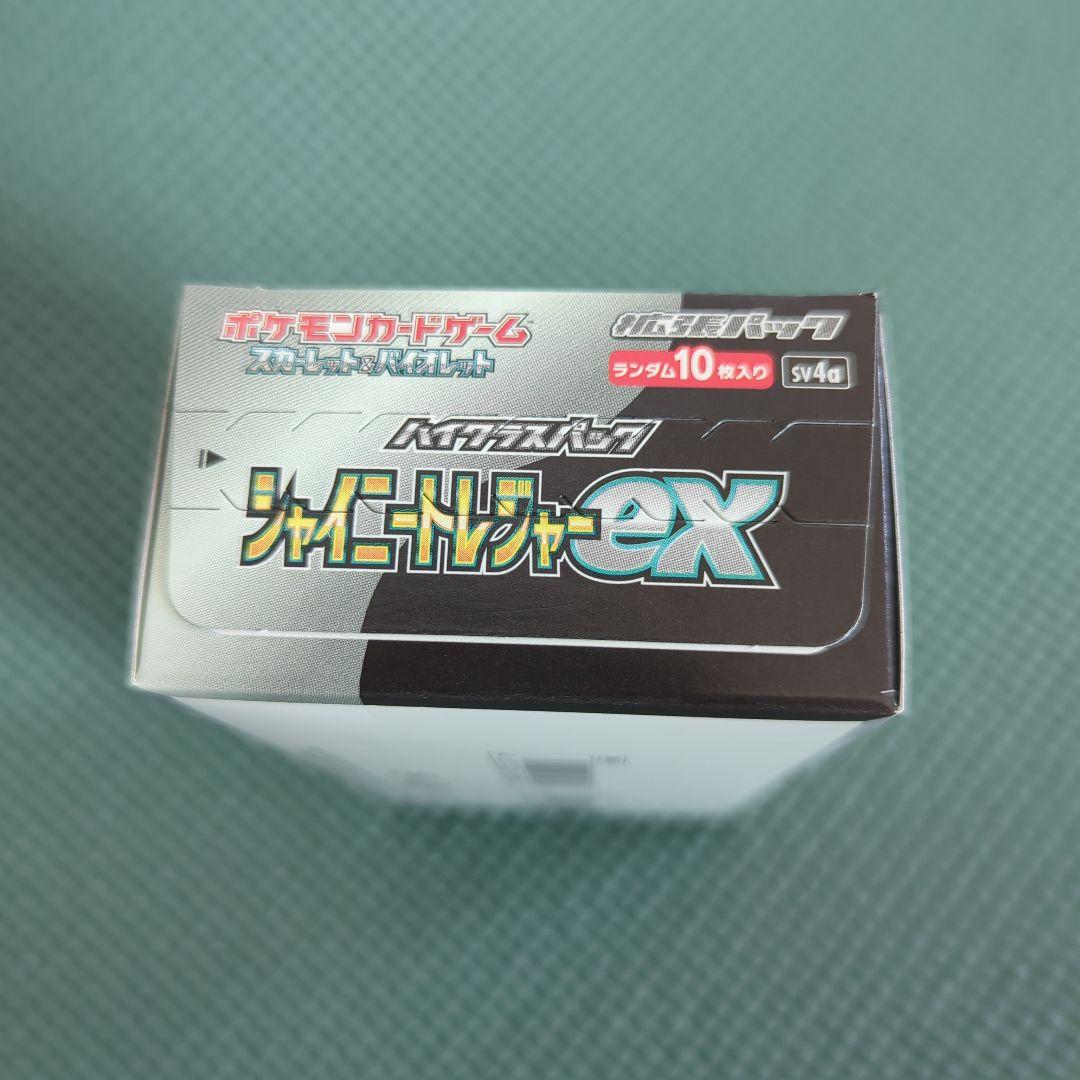 ポケモンカードゲーム
スカーレット&バイオレット
拡張パック
ランダム10枚入り
sv4a
ハイクラスパック
シャイニートレジャーex